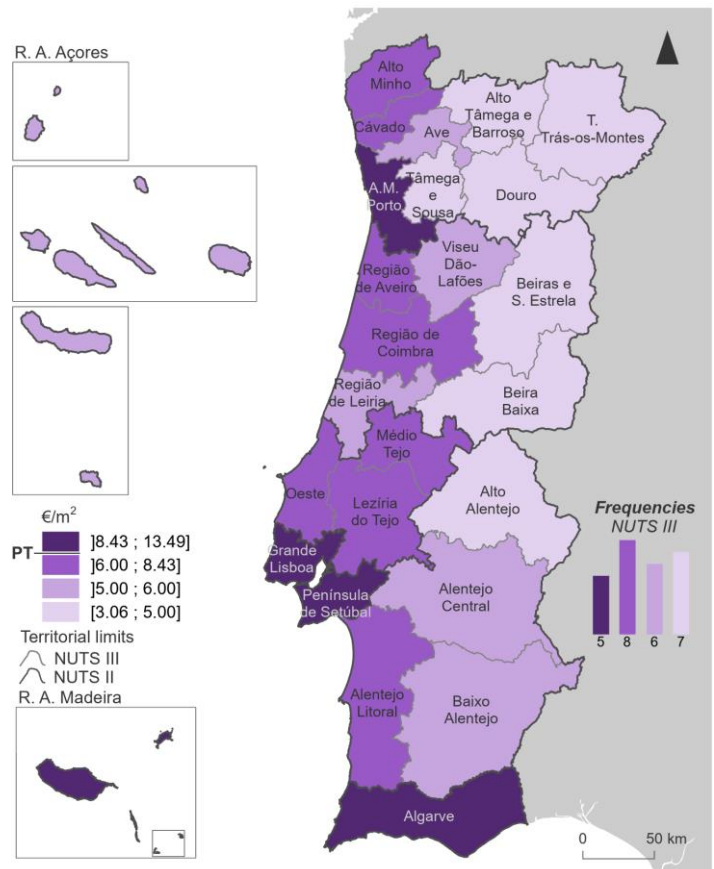 R. A. Açores
€/m²
PT
]8.43 ; 13.49]
]6.00 ; 8.43]
]5.00 ; 6.00]
[3.06 ; 5.00]
Territorial limits
NUTS III
NUTS II
R. A. Madeira
Alto
Minho
Cávado
Ave
Alto
Tâmega e
Barroso
T.
Trás-os-Montes
A.M.
Porto
Tâmega
e
Sousa
Douro
Viseu
Dão-
Lafões
Região
de Aveiro
Beiras e
S. Estrela
Região de
Coimbra
Região
de Leiria
Beira
Baixa
Médio
Tejo
Oeste
Lezíria
do Tejo
Alto
Alentejo
Grande
Lisboa
Península
de Setúbal
Alentejo
Central
Alentejo
Litoral
Baixo
Alentejo
Algarve
Frequencies
NUTS III
5 8 6 7
0 50 km